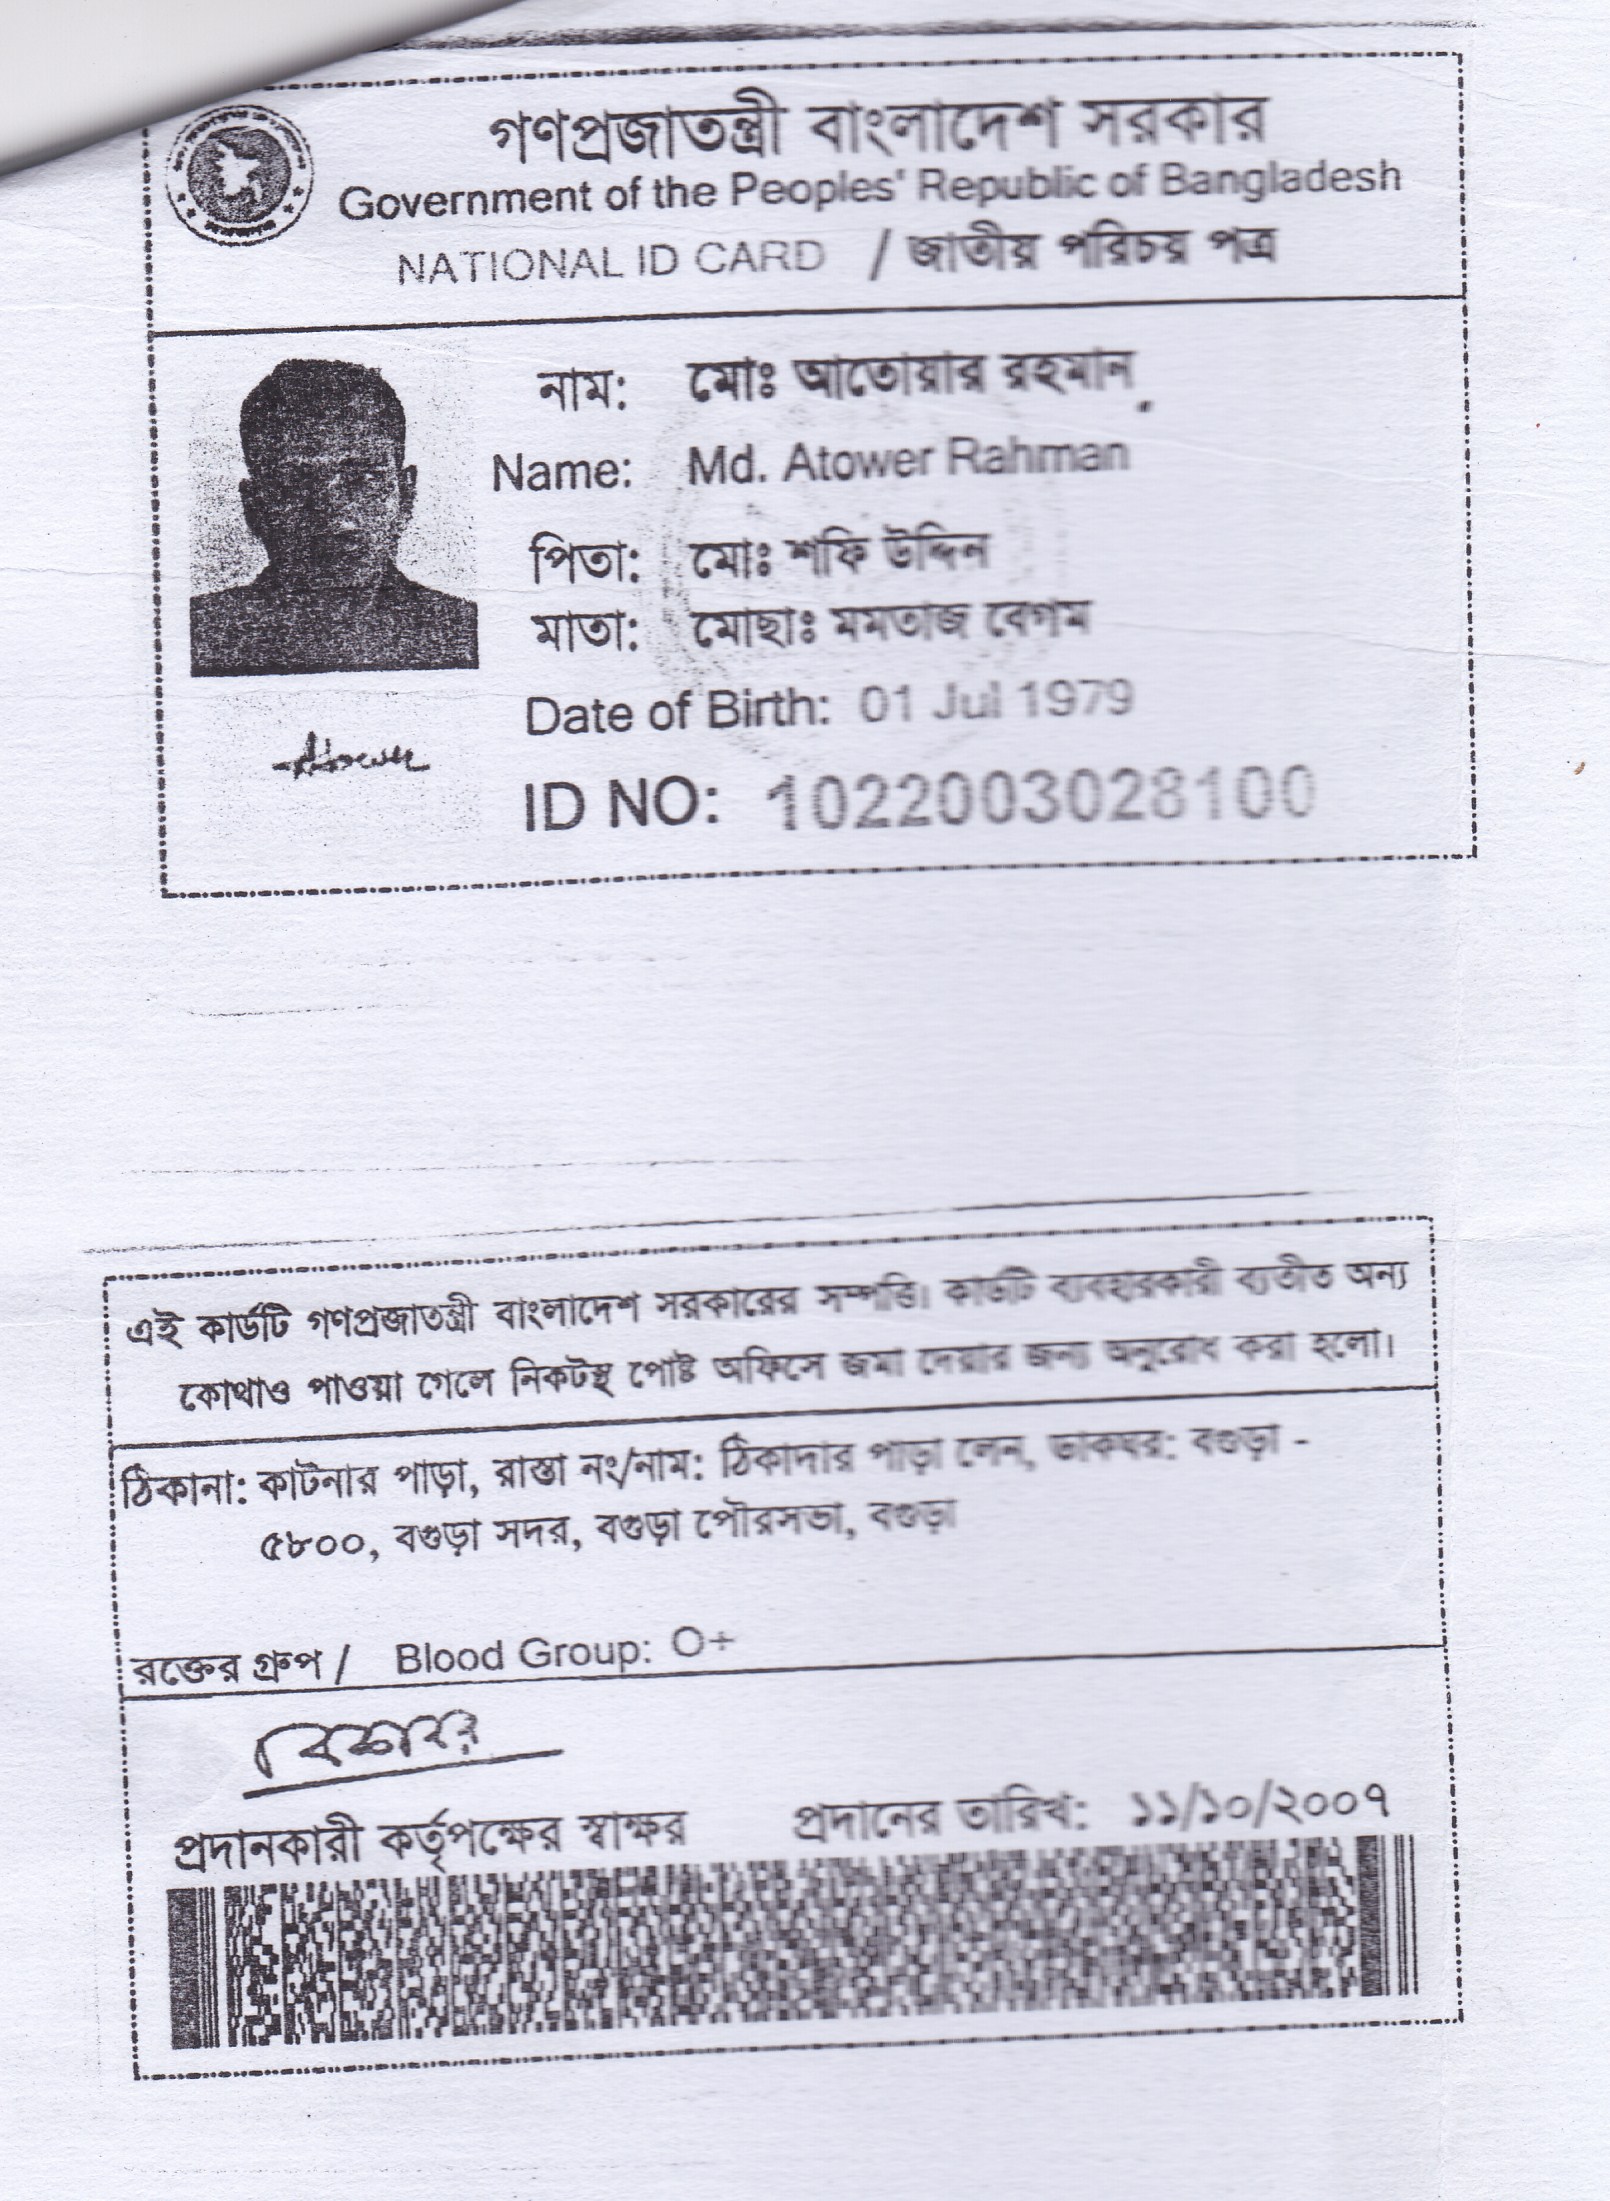 গণপ্রজাতন্ত্রী বাংলাদেশ সরকার
Government of the Peoples' Republic of Bangladesh
NATIONAL ID CARD / জাতীয় পরিচয় পত্র
নাম: মোঃ আতোয়ার রহমান
Name: Md. Atower Rahman
পিতা: মোঃ শফি উদ্দিন
মাতা: মোছাঃ মমতাজ বেগম
Date of Birth: 01 Jul 1979
Atower
ID NO: 1022003028100
এই কার্ডটি গণপ্রজাতন্ত্রী বাংলাদেশ সরকারের সম্পত্তি। কার্ডটি ব্যবহারকারী ব্যতীত অন্য
কোথাও পাওয়া গেলে নিকটস্থ পোষ্ট অফিসে জমা দেয়ার জন্য অনুরোধ করা হলো।
ঠিকানা: কাটনার পাড়া, রাস্তা নং/নাম: ঠিকাদার পাড়া লেন, ডাকঘর: বগুড়া -
৫৮০০, বগুড়া সদর, বগুড়া পৌরসভা, বগুড়া
রক্তের গ্রুপ / Blood Group: O+
প্রদানকারী কর্তৃপক্ষের স্বাক্ষর প্রদানের তারিখ: ১১/১০/২০০৭